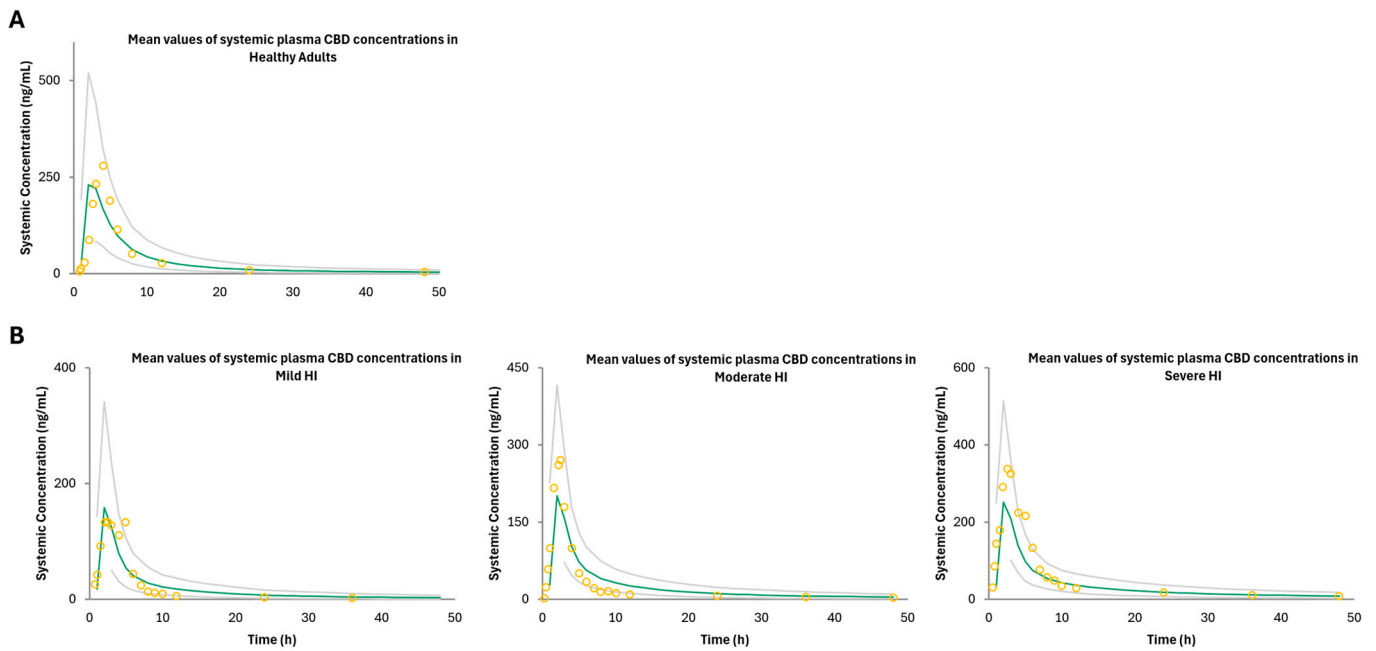 A
Mean values of systemic plasma CBD concentrations in
Healthy Adults
Systemic Concentration (ng/mL)
500
250
0
0 10 20 30 40 50
B
Mean values of systemic plasma CBD concentrations in
Mild HI
Systemic Concentration (ng/mL)
400
200
0
0 10 20 30 40 50
Time (h)
Mean values of systemic plasma CBD concentrations in
Moderate HI
Systemic Concentration (ng/mL)
450
300
150
0
0 10 20 30 40 50
Time (h)
Mean values of systemic plasma CBD concentrations in
Severe HI
Systemic Concentration (ng/mL)
600
400
200
0
0 10 20 30 40 50
Time (h)